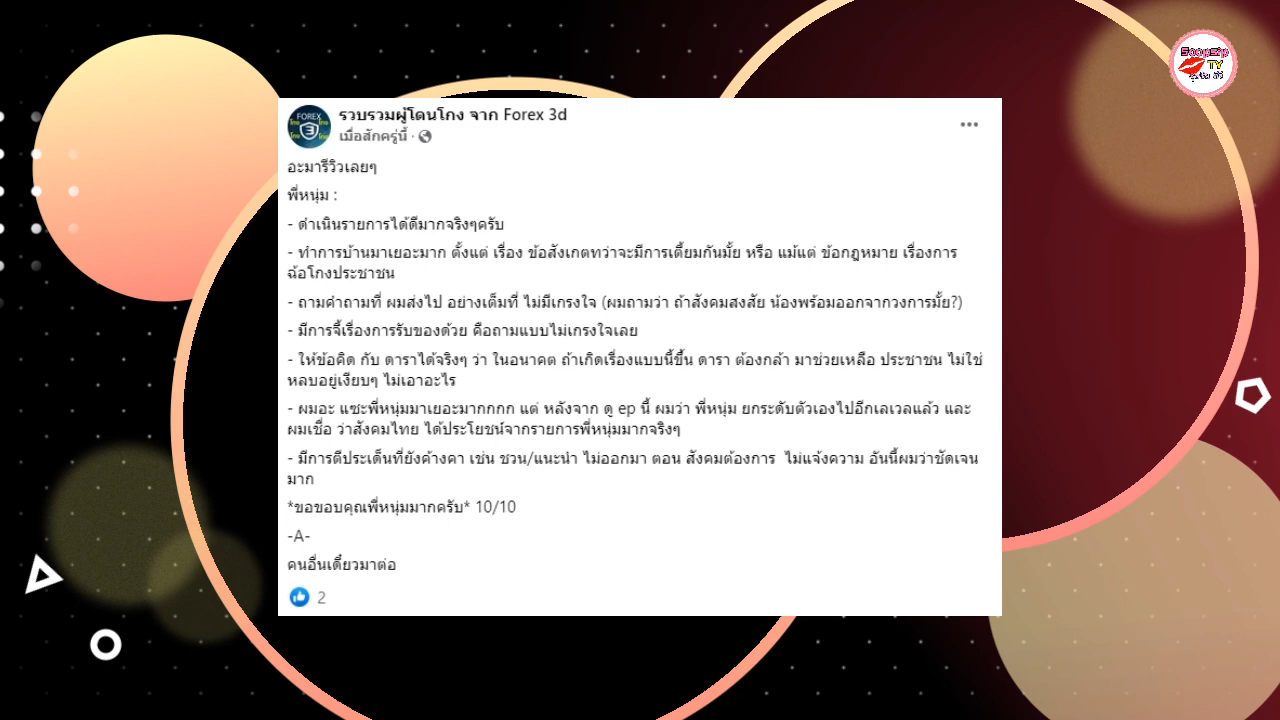 SoopSip
TV
รวบรวมผู้โดนโกง จาก Forex 3d
เมื่อสักครู่นี้ ·
อะมารีวิวเลยๆ
พี่หนุ่ม :
- ดำเนินรายการได้ดีมากจริงๆครับ
- ทำการบ้านมาเยอะมาก ตั้งแต่ เรื่อง ข้อสังเกตทว่าจะมีการเตี๊ยมกันมั้ย หรือ แม้แต่ ข้อกฎหมาย เรื่องการ
ฉ้อโกงประชาชน
- ถามคำถามที่ ผมส่งไป อย่างเต็มที่ ไม่มีเกรงใจ (ผมถามว่า ถ้าสังคมสงสัย น้องพร้อมออกจากวงการมั้ย?)
- มีการจี้เรื่องการรับของด้วย คือถามแบบไม่เกรงใจเลย
- ให้ข้อคิด กับ ดาราได้จริงๆ ว่า ในอนาคต ถ้าเกิดเรื่องแบบนี้ขึ้น ดารา ต้องกล้า มาช่วยเหลือ ประชาชน ไม่ใช่
หลบอยู่เงียบๆ ไม่เอาอะไร
- ผมอะ แซะพี่หนุ่มมาเยอะมากกกก แต่ หลังจาก ดู ep นี้ ผมว่า พี่หนุ่ม ยกระดับตัวเองไปอีกเลเวลแล้ว และ
ผมเชื่อ ว่าสังคมไทย ได้ประโยชน์จากรายการพี่หนุ่มมากจริงๆ
- มีการตีประเด็นที่ยังค้างคา เช่น ชวน/แนะนำ ไม่ออกมา ตอน สังคมต้องการ ไม่แจ้งความ อันนี้ผมว่าชัดเจน
มาก
*ขอขอบคุณพี่หนุ่มมากครับ* 10/10
-A-
คนอื่นเดี๋ยวมาต่อ
2